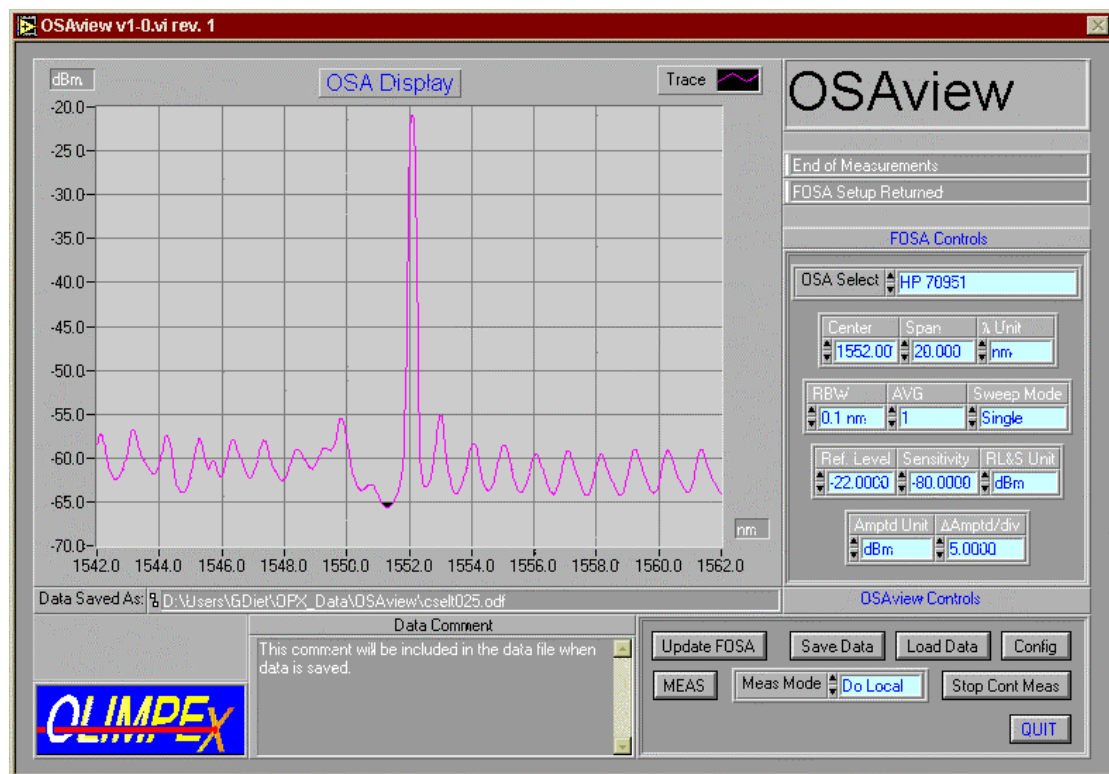 OSAview v1-0.vi rev. 1
dBm
OSA Display
Trace
-20.0
-25.0
-30.0
-35.0
-40.0
-45.0
-50.0
-55.0
-60.0
-65.0
-70.0
nm
1542.0 1544.0 1546.0 1548.0 1550.0 1552.0 1554.0 1556.0 1558.0 1560.0 1562.0
Data Saved As: D:\Users\GDiet\OPX_Data\OSAview\cselt025.odf
OSAview
End of Measurements
FOSA Setup Returned
FOSA Controls
OSA Select HP 70951
Center Span λ Unit
1552.00 20.000 nm
RBW AVG Sweep Mode
0.1 nm 1 Single
Ref. Level Sensitivity RL&S Unit
-22.0000 -80.0000 dBm
Amptd Unit ΔAmptd/div
dBm 5.0000
OSAview Controls
Data Comment
This comment will be included in the data file when
data is saved.
OLIMPEx
Update FOSA Save Data Load Data Config
MEAS Meas Mode Do Local Stop Cont Meas
QUIT